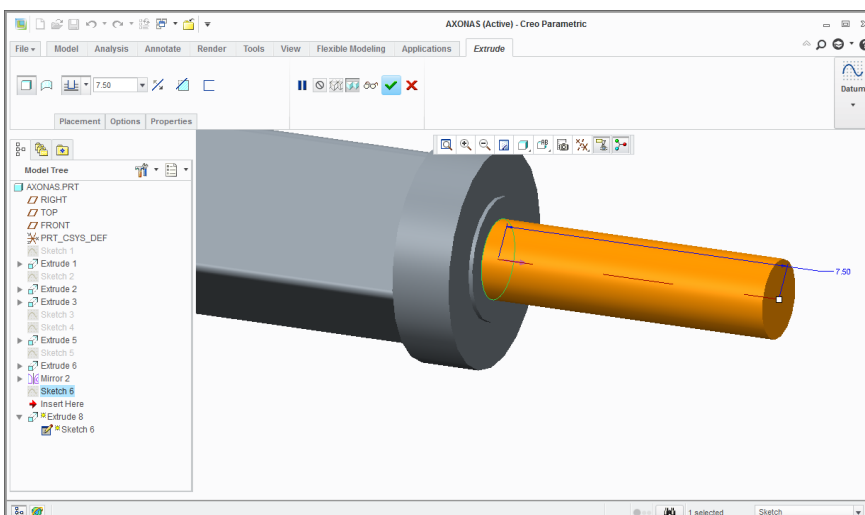 AXONAS (Active) - Creo Parametric
File Model Analysis Annotate Render Tools View Flexible Modeling Applications Extrude
7.50
Datum
Placement Options Properties
Model Tree
AXONAS.PRT
RIGHT
TOP
FRONT
PRT_CSYS_DEF
Sketch 1
Extrude 1
Sketch 2
Extrude 2
Extrude 3
Sketch 3
Sketch 4
Extrude 5
Sketch 5
Extrude 6
Mirror 2
Sketch 6
Insert Here
Extrude 8
Sketch 6
7.50
1 selected
Sketch